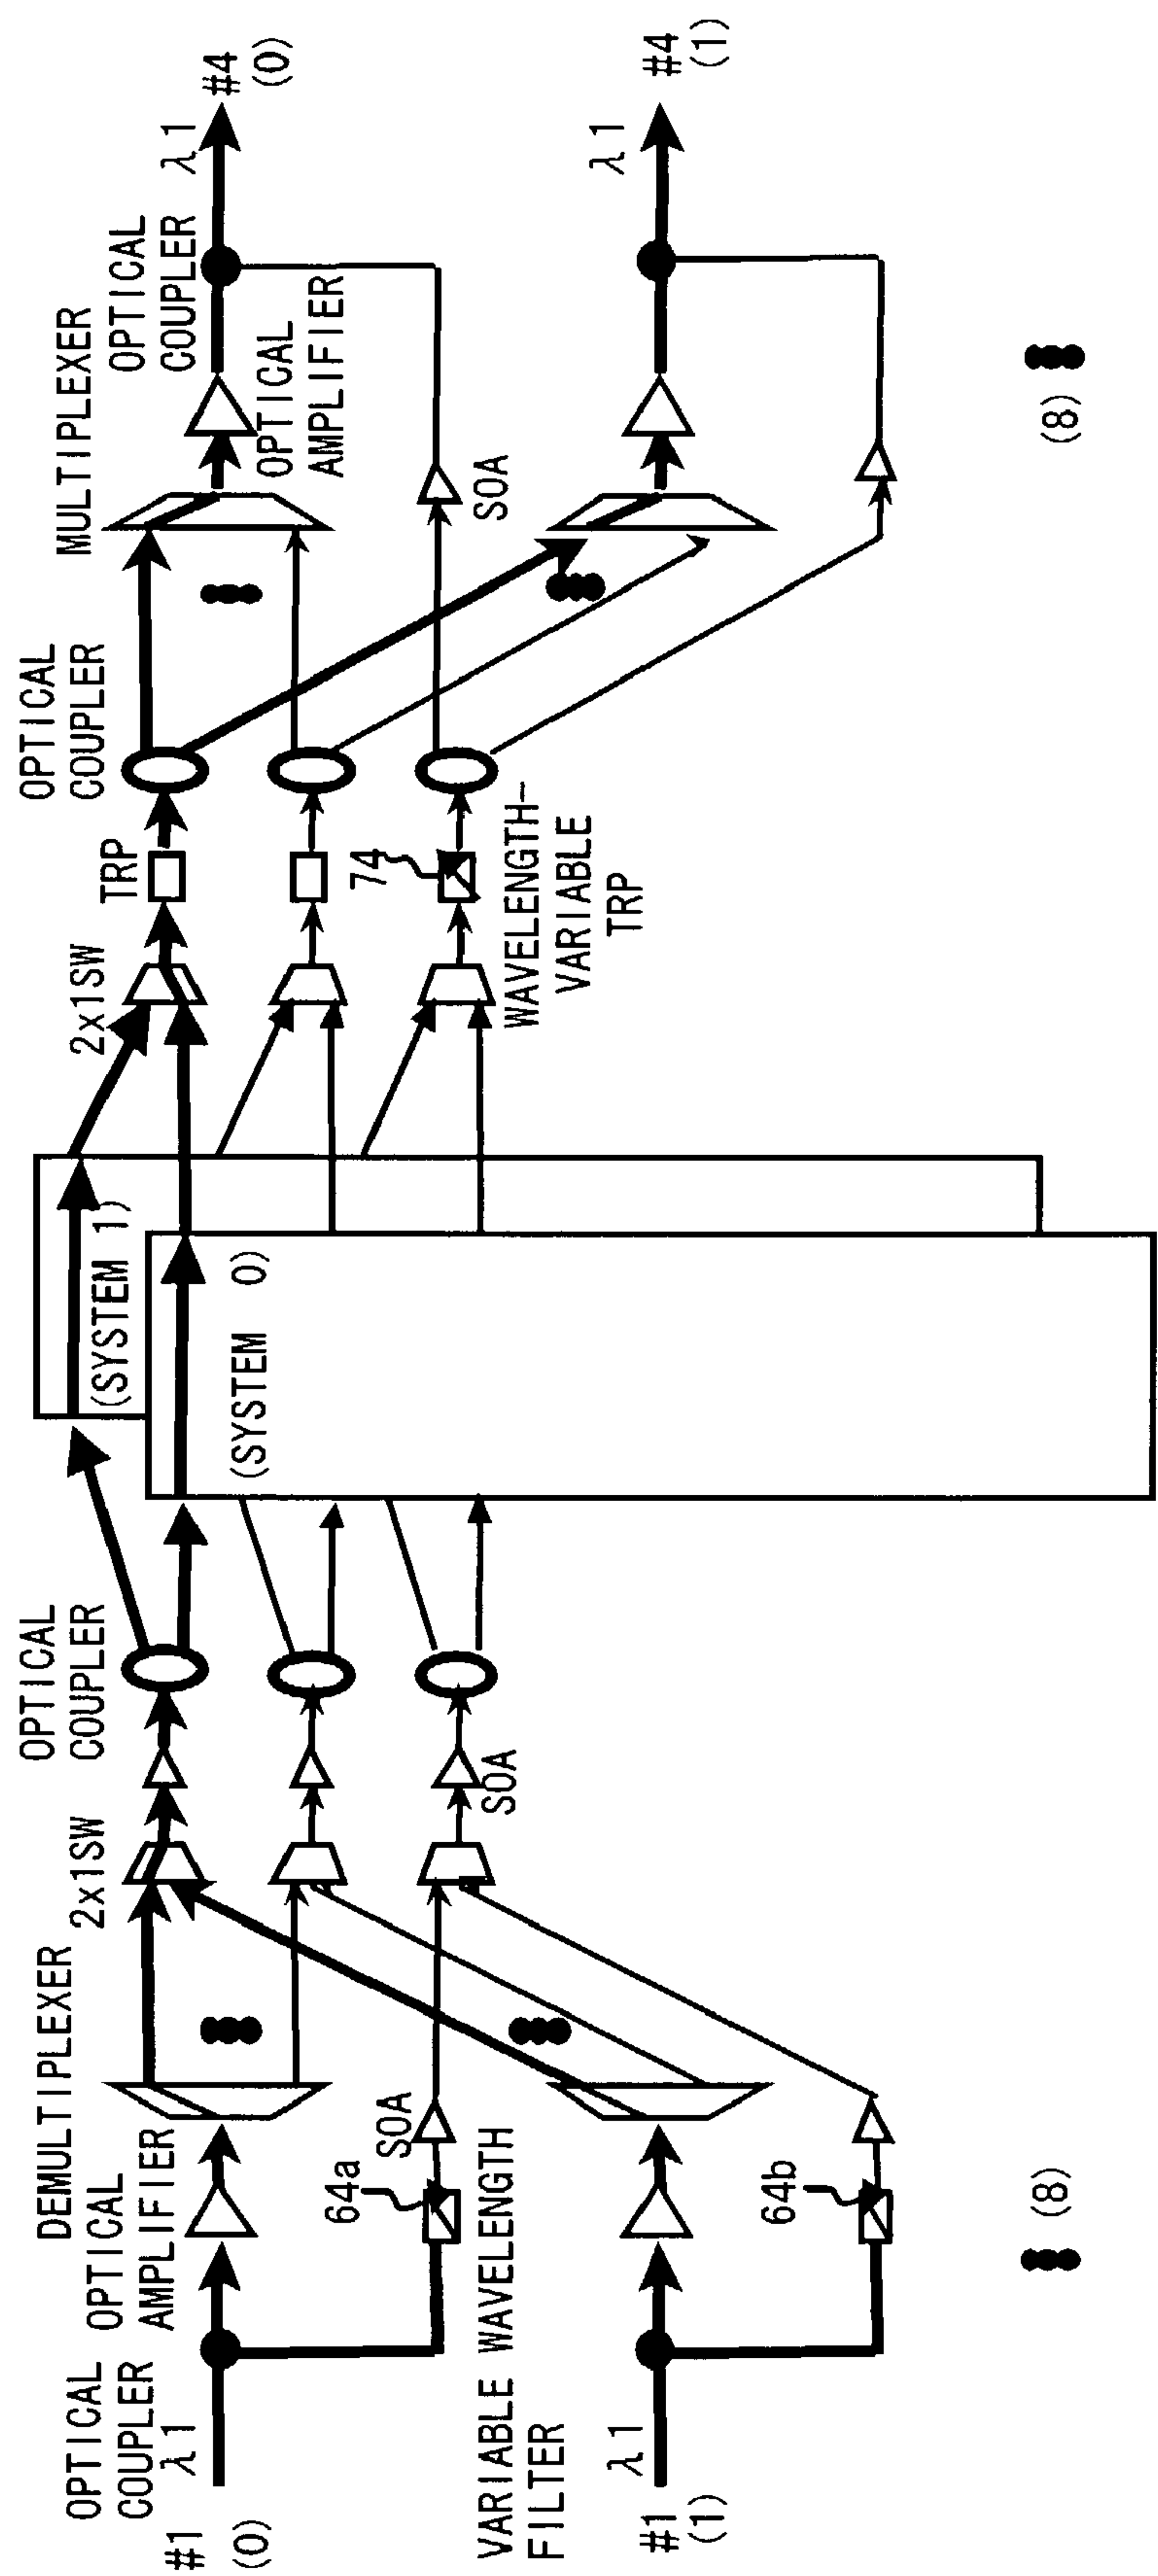 OPTICAL
COUPLER
λ1
#1
(0)
OPTICAL
AMPLIFIER
DEMULTIPLEXER
2x1SW
OPTICAL
COUPLER
(SYSTEM 1)
(SYSTEM 0)
2x1SW
TRP
OPTICAL
COUPLER
MULTIPLEXER
OPTICAL
COUPLER
OPTICAL
AMPLIFIER
λ1
#4
(0)
64a
SOA
SOA
74
WAVELENGTH-
VARIABLE
TRP
SOA
VARIABLE WAVELENGTH
FILTER
λ1
#1
(1)
64b
λ1
#4
(1)
(8)
(8)